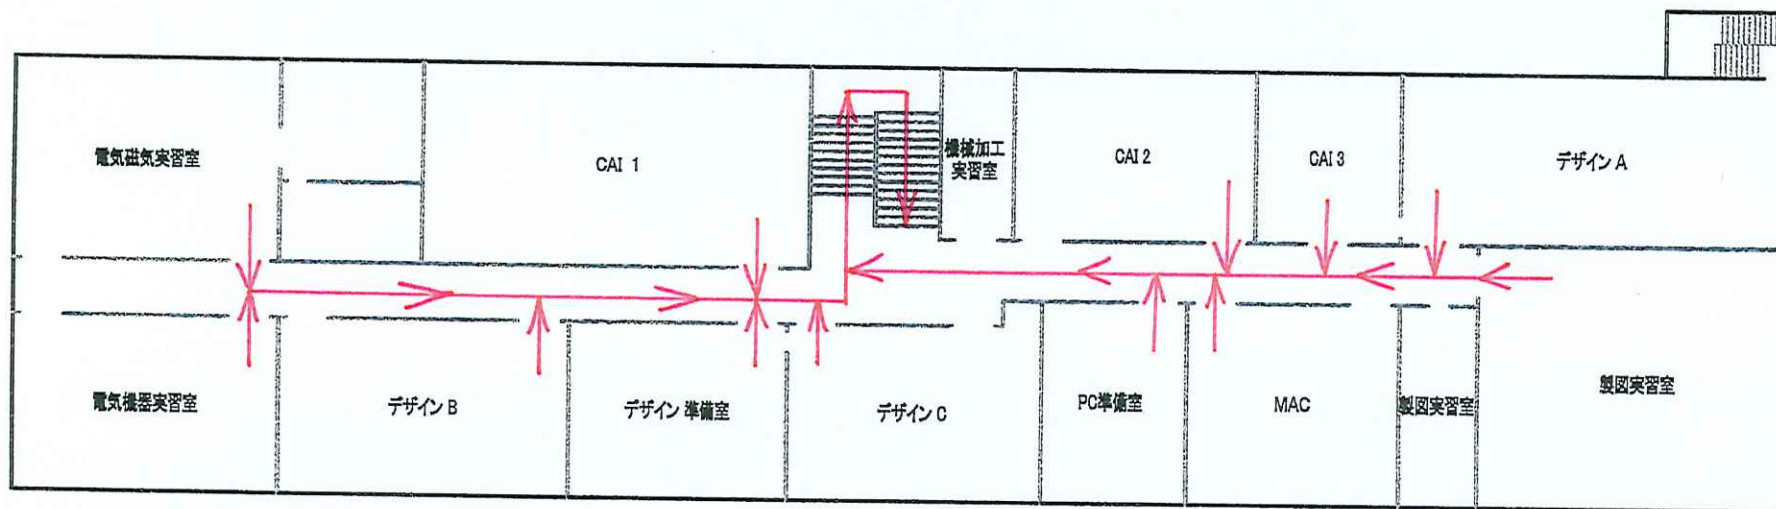 電気磁気実習室
CAI 1
機械加工
実習室
CAI 2
CAI 3
デザイン A
電気機器実習室
デザイン B
デザイン 準備室
デザイン C
PC準備室
MAC
製図実習室
製図実習室